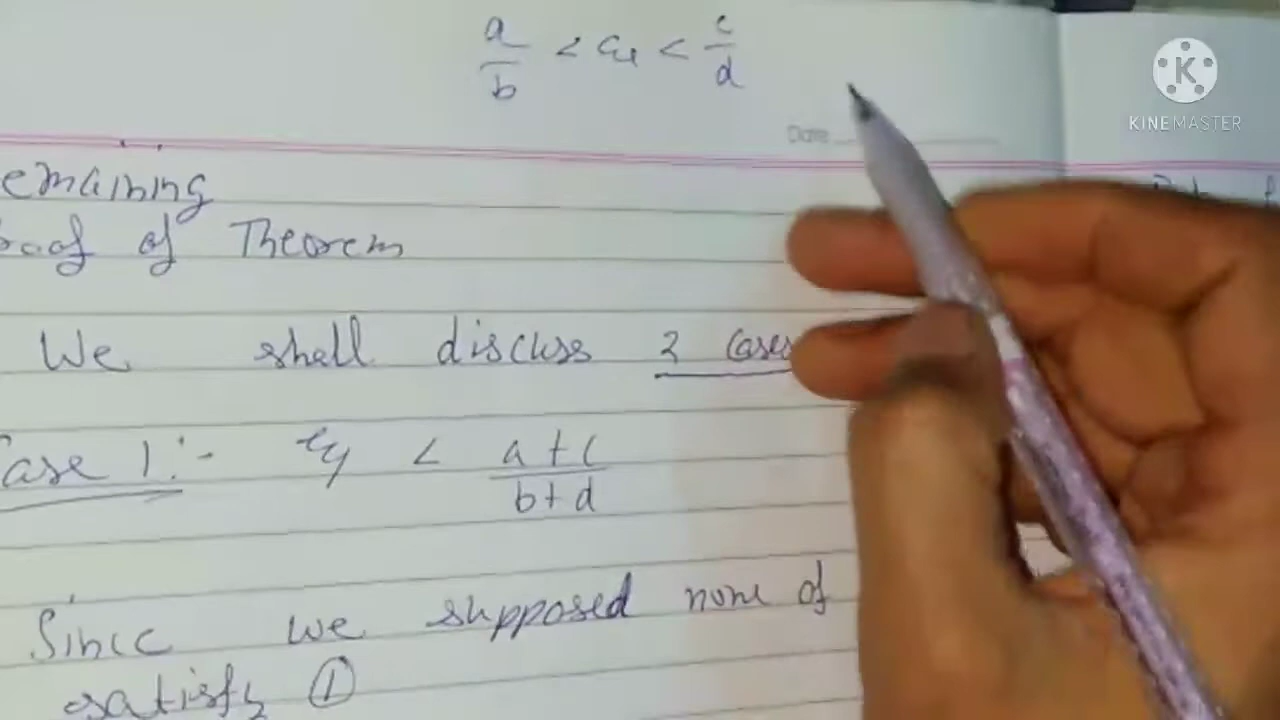 a/b < < c/d
KINEMASTER
Date
emaining
roof of Theorem
We shall discuss 2 Cases
Case 1:- < a+c/b+d
Since we supposed none of
satisfy ①